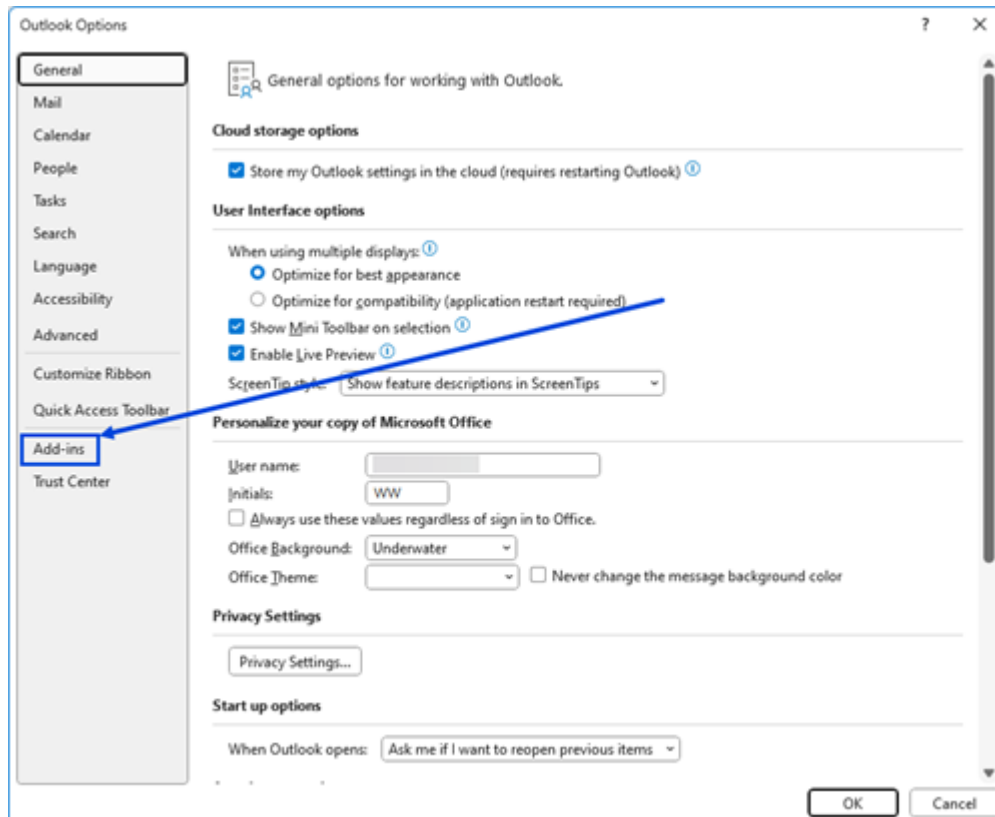 Outlook Options
?
General
Mail
Calendar
People
Tasks
Search
Language
Accessibility
Advanced
Customize Ribbon
Quick Access Toolbar
Add-ins
Trust Center
General options for working with Outlook.
Cloud storage options
Store my Outlook settings in the cloud (requires restarting Outlook)
User Interface options
When using multiple displays:
Optimize for best appearance
Optimize for compatibility (application restart required)
Show Mini Toolbar on selection
Enable Live Preview
ScreenTip style: Show feature descriptions in ScreenTips
Personalize your copy of Microsoft Office
User name:
Initials: WW
Always use these values regardless of sign in to Office.
Office Background: Underwater
Office Theme: Never change the message background color
Privacy Settings
Privacy Settings...
Start up options
When Outlook opens: Ask me if I want to reopen previous items
OK Cancel